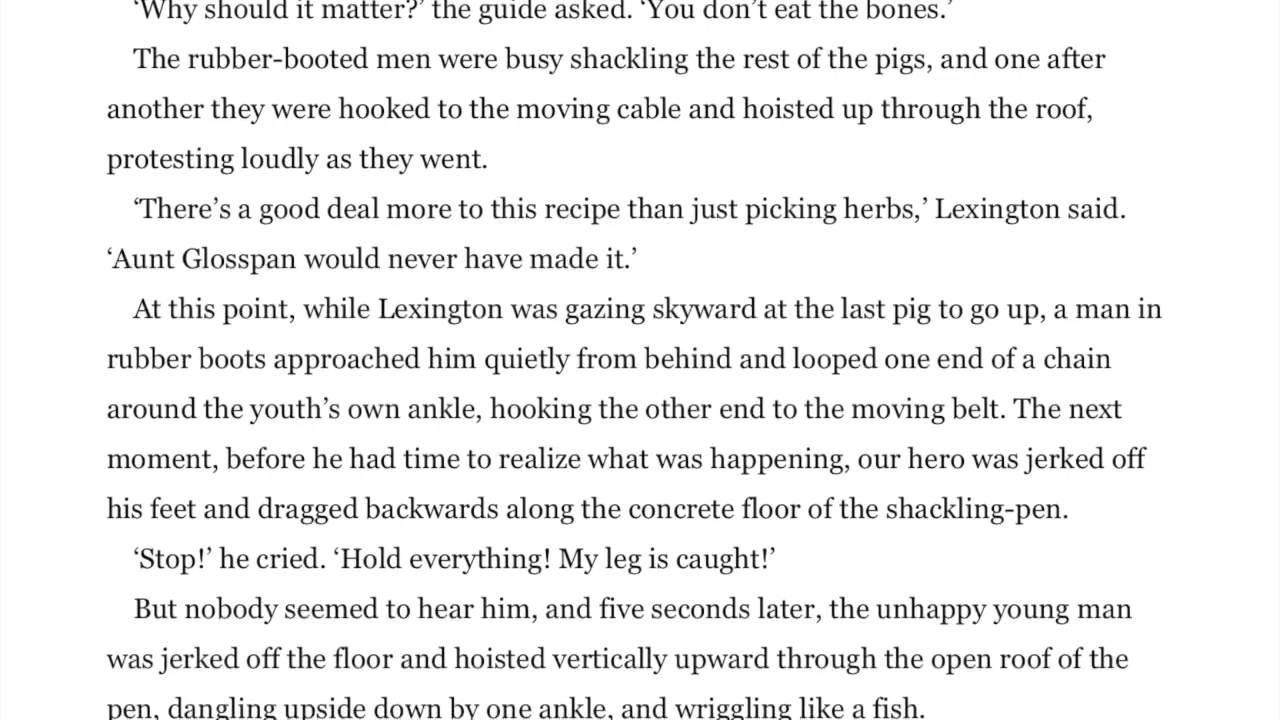 ‘Why should it matter?’ the guide asked. ‘You don’t eat the bones.’
The rubber-booted men were busy shackling the rest of the pigs, and one after
another they were hooked to the moving cable and hoisted up through the roof,
protesting loudly as they went.
‘There’s a good deal more to this recipe than just picking herbs,’ Lexington said.
‘Aunt Glosspan would never have made it.’
At this point, while Lexington was gazing skyward at the last pig to go up, a man in
rubber boots approached him quietly from behind and looped one end of a chain
around the youth’s own ankle, hooking the other end to the moving belt. The next
moment, before he had time to realize what was happening, our hero was jerked off
his feet and dragged backwards along the concrete floor of the shackling-pen.
‘Stop!’ he cried. ‘Hold everything! My leg is caught!’
But nobody seemed to hear him, and five seconds later, the unhappy young man
was jerked off the floor and hoisted vertically upward through the open roof of the
pen, dangling upside down by one ankle, and wriggling like a fish.